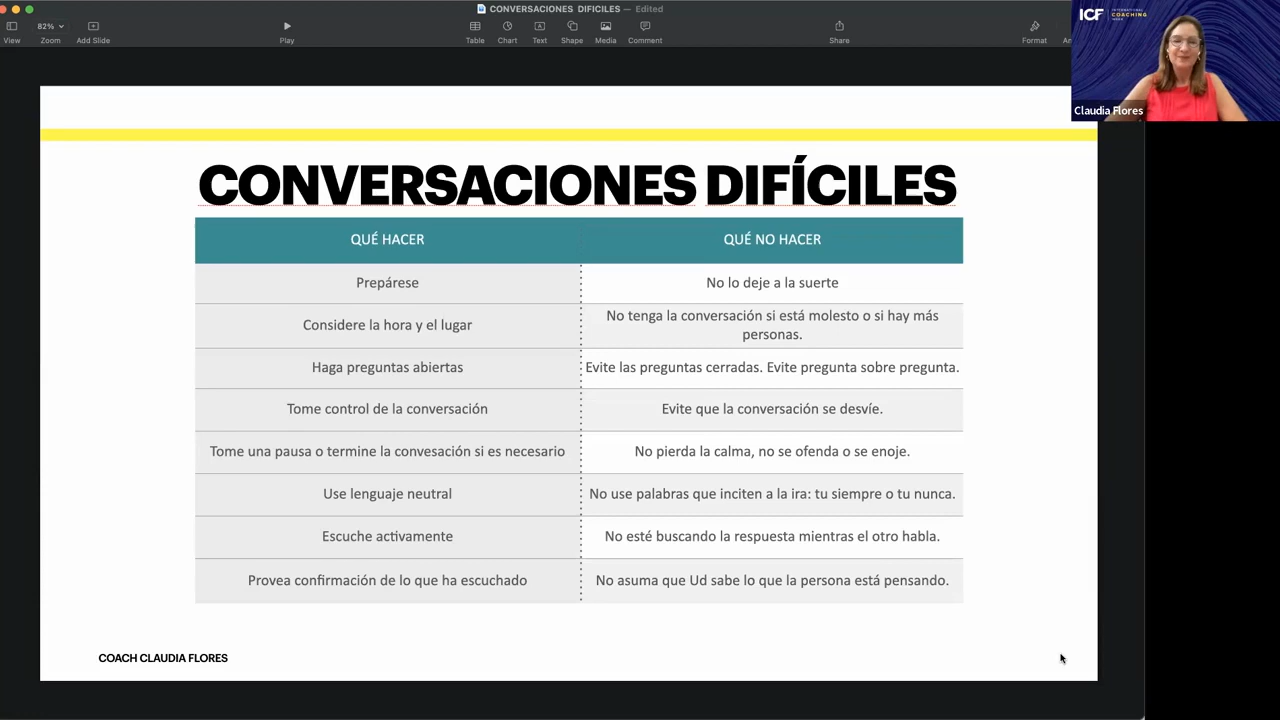 CONVERSACIONES DIFICILES — Edited
82%
View
Zoom
Add Slide
Play
Table
Chart
Text
Shape
Media
Comment
Share
Format
An
ICF INTERNATIONAL COACHING WEEK
Claudia Flores
CONVERSACIONES DIFÍCILES
QUÉ HACER
QUÉ NO HACER
Prepárese
No lo deje a la suerte
Considere la hora y el lugar
No tenga la conversación si está molesto o si hay más
personas.
Haga preguntas abiertas
Evite las preguntas cerradas. Evite pregunta sobre pregunta.
Tome control de la conversación
Evite que la conversación se desvíe.
Tome una pausa o termine la convesación si es necesario
No pierda la calma, no se ofenda o se enoje.
Use lenguaje neutral
No use palabras que inciten a la ira: tu siempre o tu nunca.
Escuche activamente
No esté buscando la respuesta mientras el otro habla.
Provea confirmación de lo que ha escuchado
No asuma que Ud sabe lo que la persona está pensando.
COACH CLAUDIA FLORES